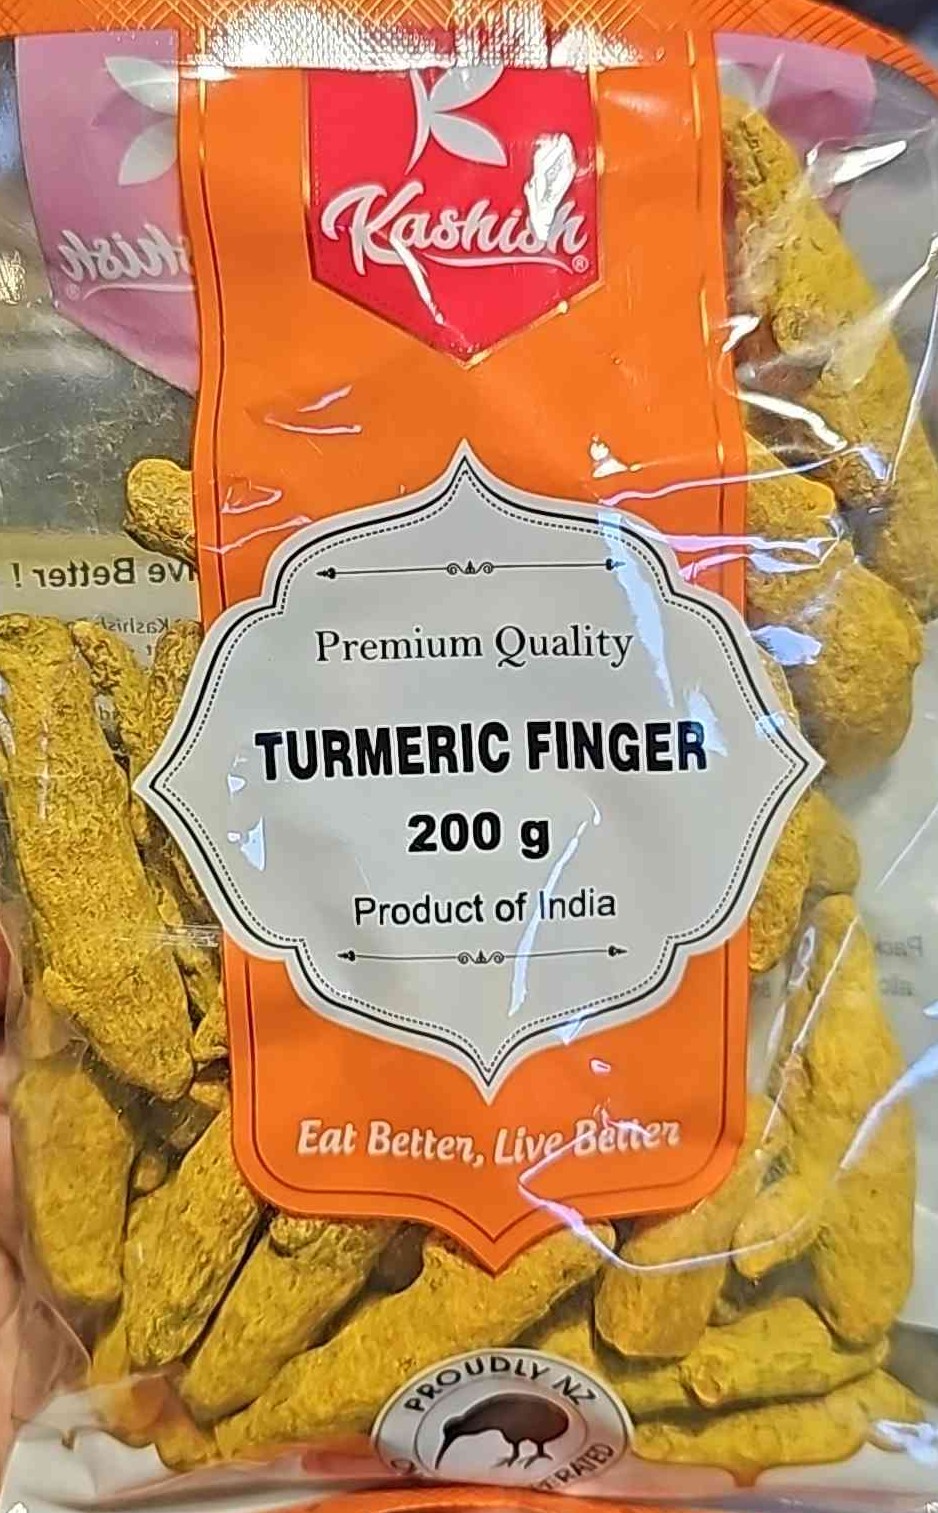 Kashish®
Premium Quality
TURMERIC FINGER
200 g
Product of India
Eat Better, Live Better
PROUDLY NZ